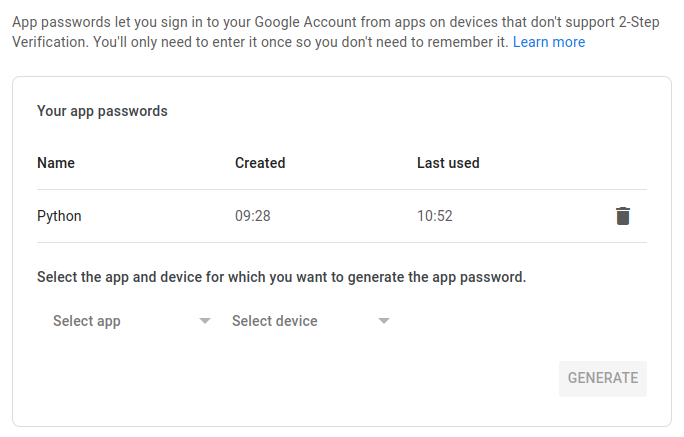 App passwords let you sign in to your Google Account from apps on devices that don't support 2-Step
Verification. You'll only need to enter it once so you don't need to remember it. Learn more
Your app passwords
Name Created Last used
Python 09:28 10:52
Select the app and device for which you want to generate the app password.
Select app Select device
GENERATE